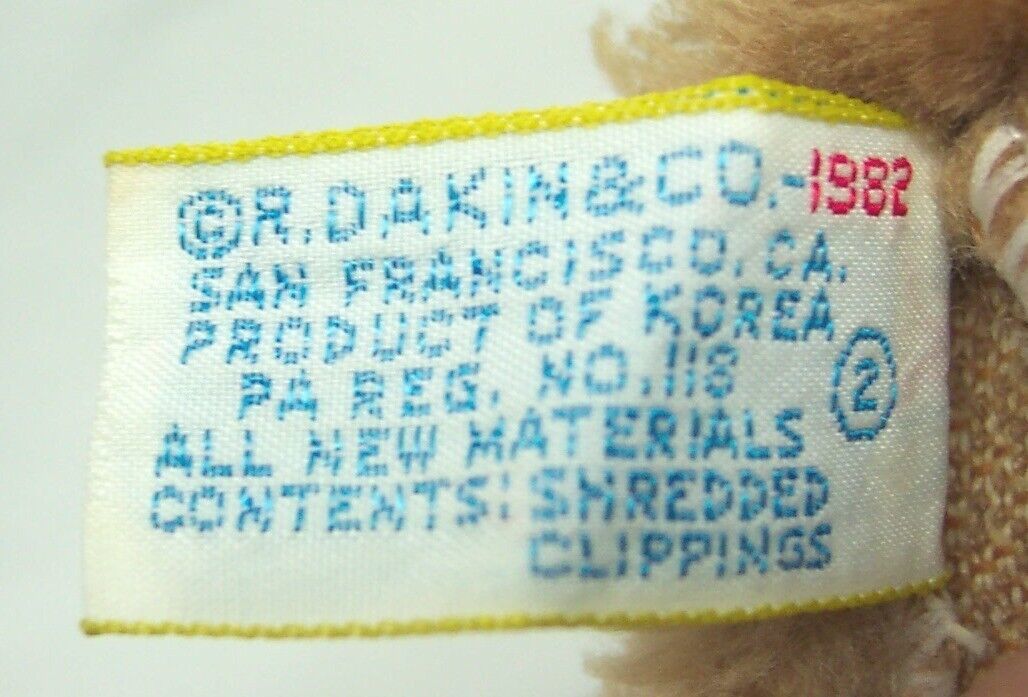 ©R. DAKIN & CO.-1982
SAN FRANCISCO, CA.
PRODUCT OF KOREA
PA REG. NO. 118
2
ALL NEW MATERIALS
CONTENTS: SHREDDED
CLIPPINGS